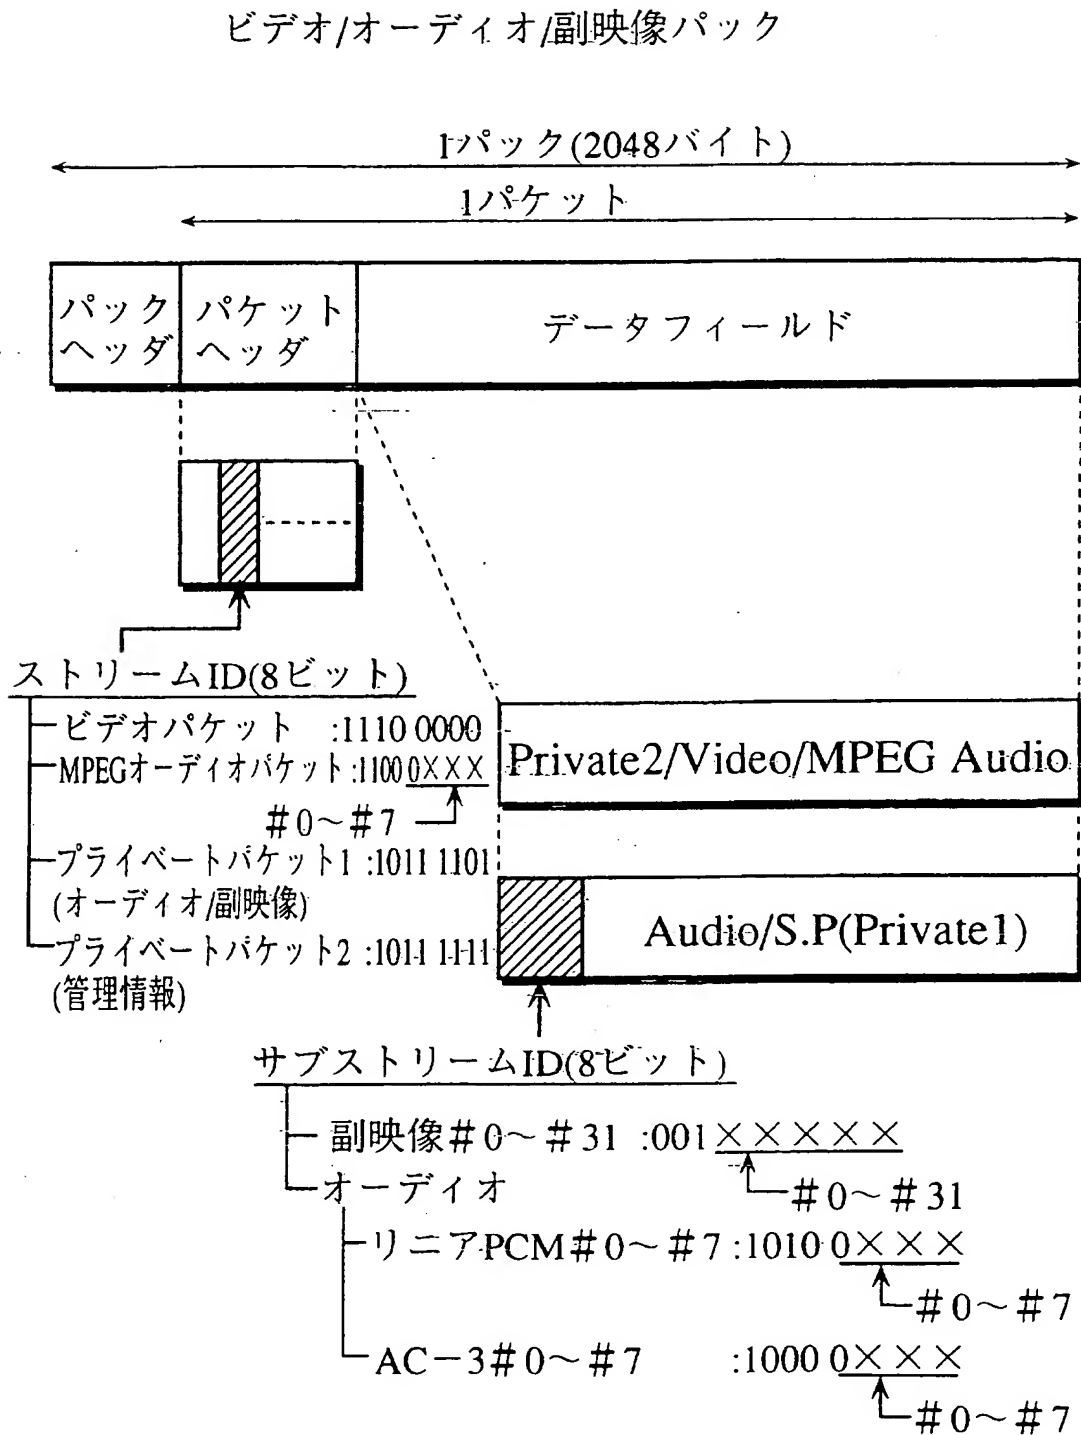 ビデオ/オーディオ/副映像パック
1パック(2048バイト)
1パケット
パック
ヘッダ
パケット
ヘッダ
データフィールド
ストリームID(8ビット)
ビデオパケット :1110 0000
MPEGオーディオパケット:1100 0×××
#0～#7
プライベートパケット1 :1011 1101
(オーディオ/副映像)
プライベートパケット2 :1011 1111
(管理情報)
Private2/Video/MPEG Audio
Audio/S.P(Private1)
サブストリームID(8ビット)
副映像#0～#31 :001×××××
#0～#31
オーディオ
リニアPCM#0～#7 :1010 0×××
#0～#7
AC-3#0～#7 :1000 0×××
#0～#7